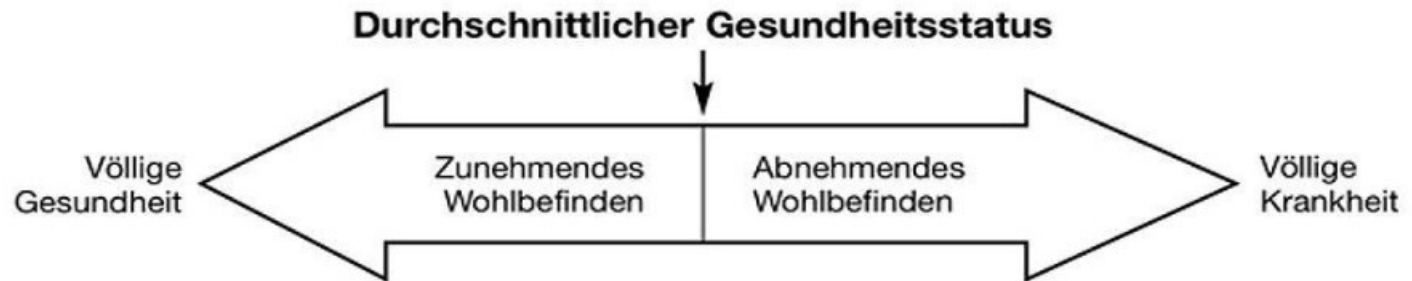 Durchschnittlicher Gesundheitsstatus
Völlige
Gesundheit
Zunehmendes
Wohlbefinden
Abnehmendes
Wohlbefinden
Völlige
Krankheit